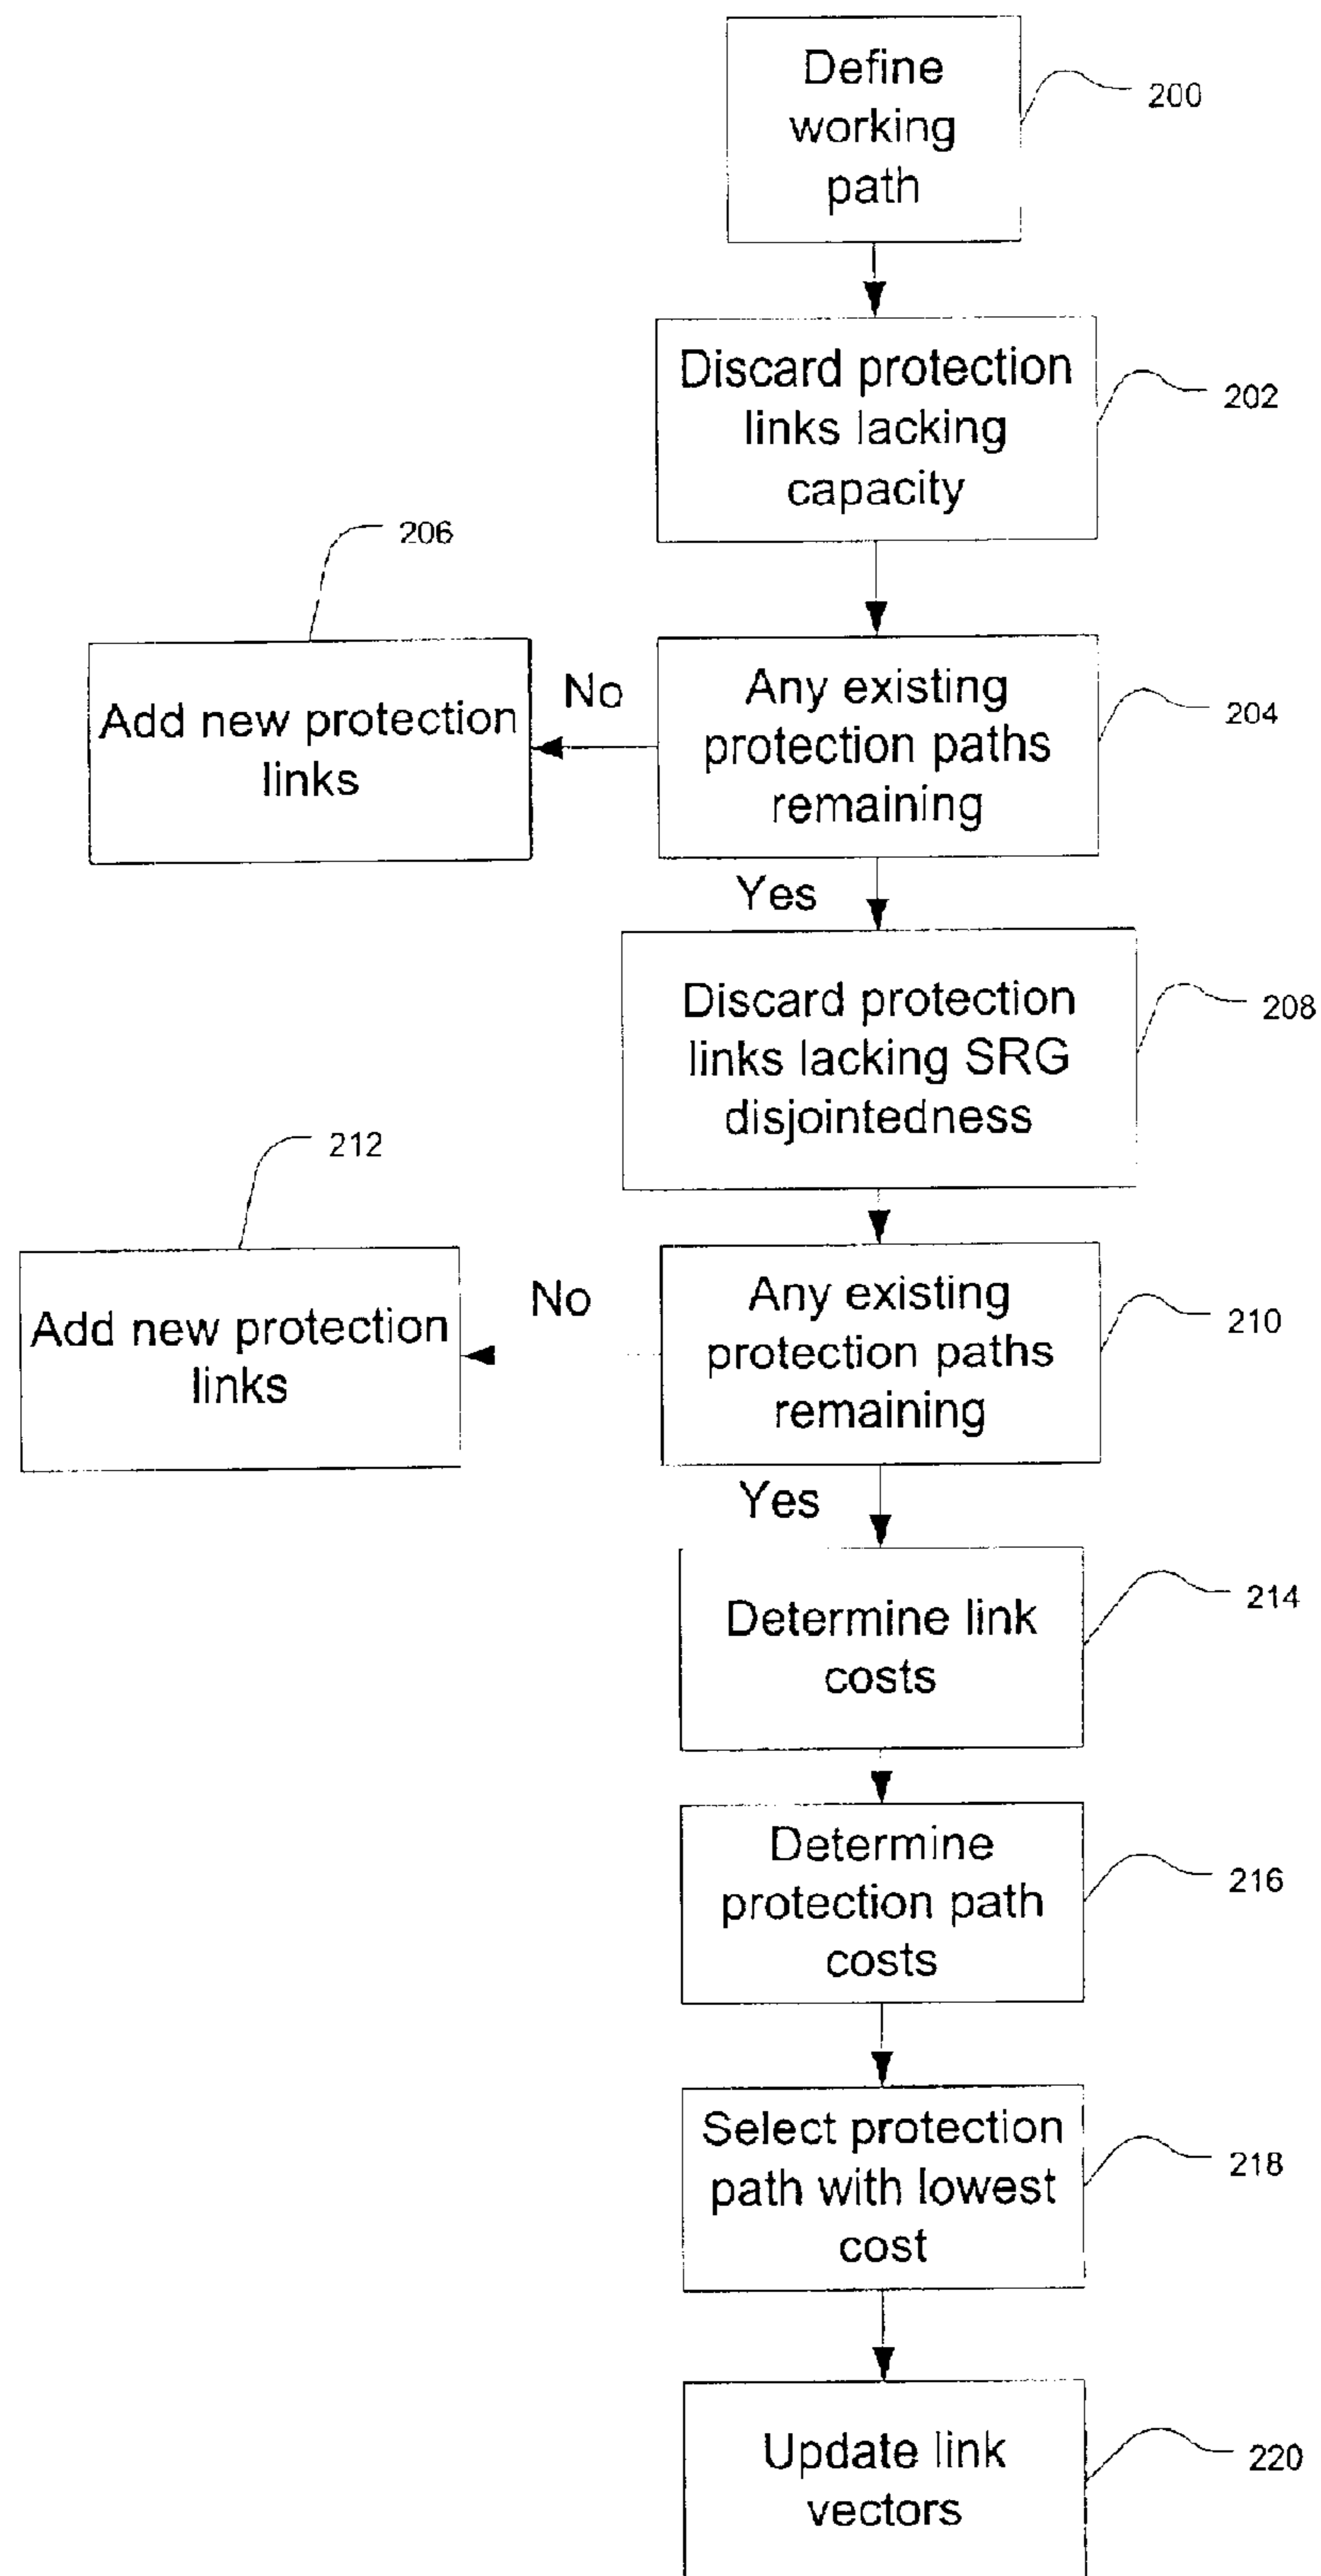 Define
working
path
200
Discard protection
links lacking
capacity
202
206
Add new protection
links
No
Any existing
protection paths
remaining
204
Yes
Discard protection
links lacking SRG
disjointedness
208
212
Add new protection
links
No
Any existing
protection paths
remaining
210
Yes
Determine link
costs
214
Determine
protection path
costs
216
Select protection
path with lowest
cost
218
Update link
vectors
220